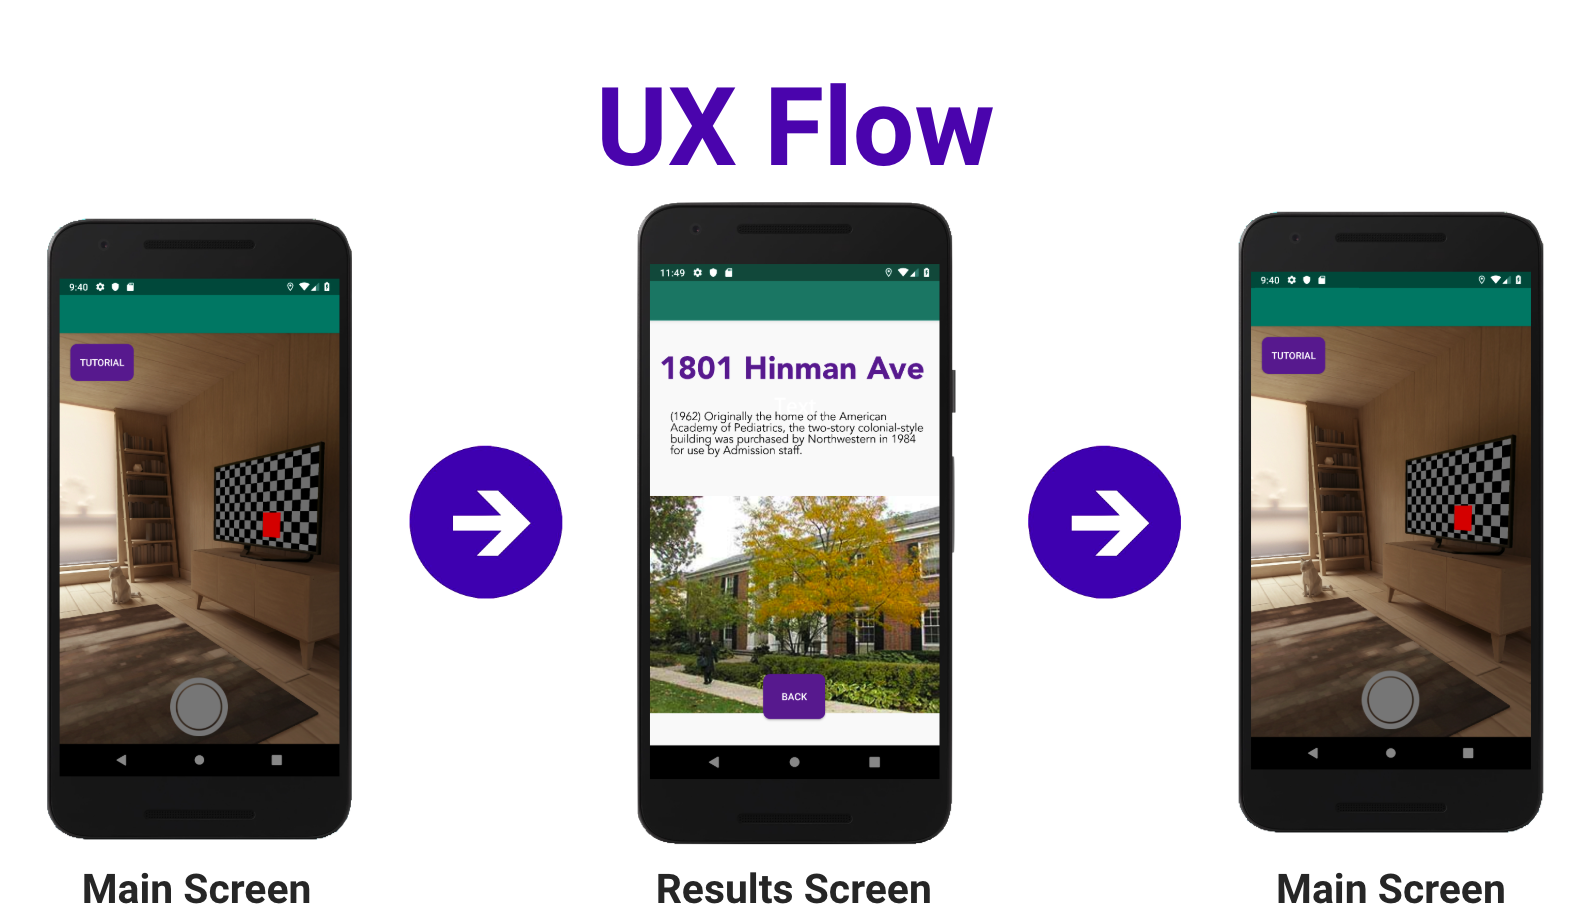 UX Flow
9:40
TUTORIAL
11:49
1801 Hinman Ave
Text
(1962) Originally the home of the American
Academy of Pediatrics, the two-story colonial-style
building was purchased by Northwestern in 1984
for use by Admission staff.
BACK
9:40
TUTORIAL
Main Screen
Results Screen
Main Screen